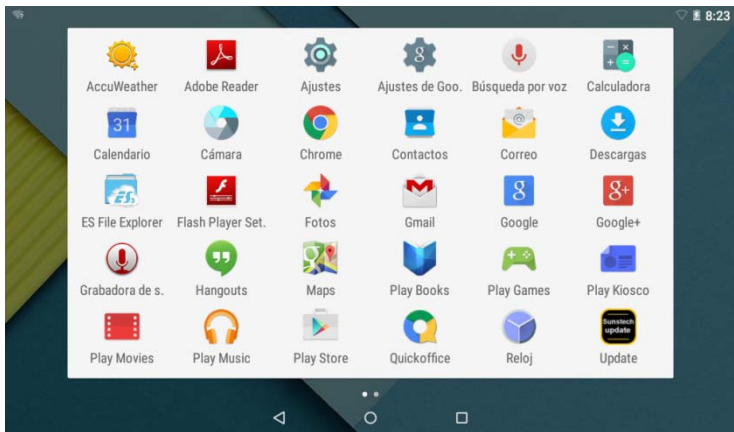 8:23
AccuWeather Adobe Reader Ajustes Ajustes de Goo. Búsqueda por voz Calculadora
31
Calendario Cámara Chrome Contactos Correo Descargas
ES File Explorer Flash Player Set. Fotos Gmail Google Google+
Grabadora de s. Hangouts Maps Play Books Play Games Play Kiosco
Sunstech
update
Play Movies Play Music Play Store Quickoffice Reloj Update